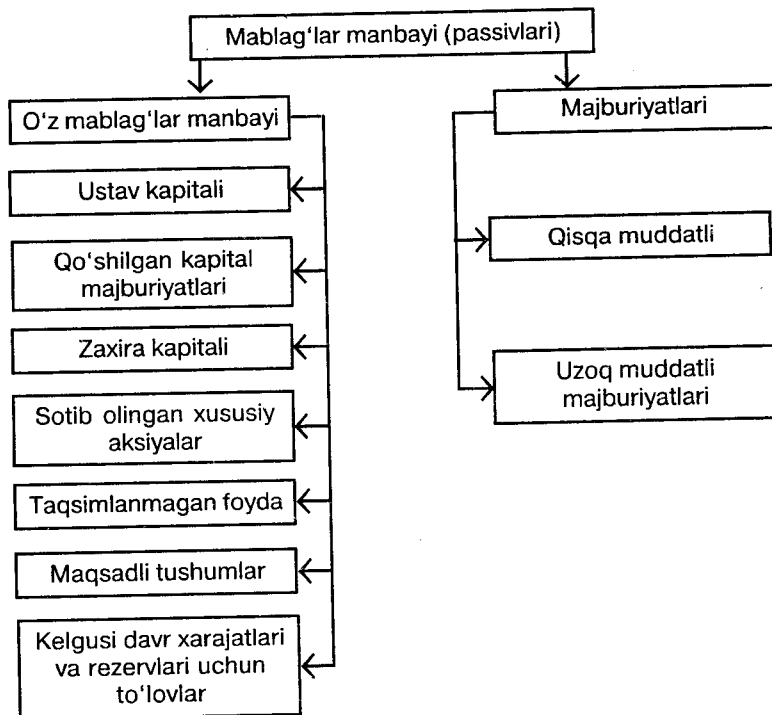 Mablag‘lar manbayi (passivlari)
O‘z mablag‘lar manbayi
Ustav kapitali
Qo‘shilgan kapital
majburiyatlari
Zaxira kapitali
Sotib olingan xususiy
aksiyalar
Taqsimlanmagan foyda
Maqsadli tushumlar
Kelgusi davr xarajatlari
va rezervlari uchun
to‘lovlar
Majburiyatlari
Qisqa muddatli
Uzoq muddatli
majburiyatlari